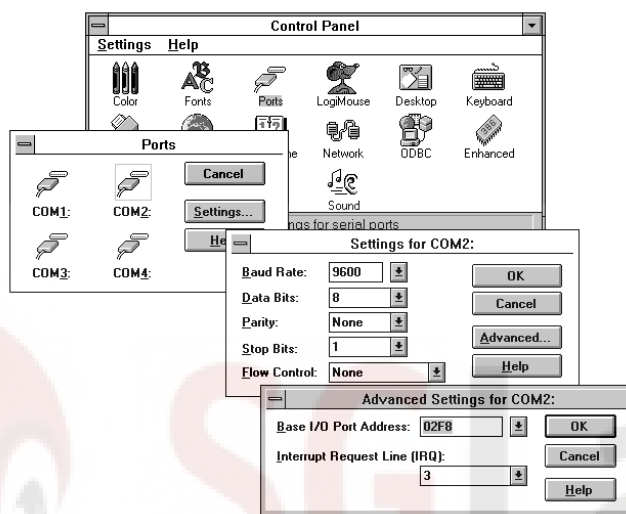 Control Panel
Settings Help
Color Fonts Ports LogiMouse Desktop Keyboard
Network ODBC Enhanced
Sound
for serial ports
Ports
Cancel
COM1: COM2: Settings...
COM3: COM4:
Settings for COM2:
Baud Rate: 9600 OK
Data Bits: 8 Cancel
Parity: None
Advanced...
Stop Bits: 1
Flow Control: None Help
Advanced Settings for COM2:
Base I/O Port Address: 02F8 OK
Interrupt Request Line (IRQ): Cancel
3
Help